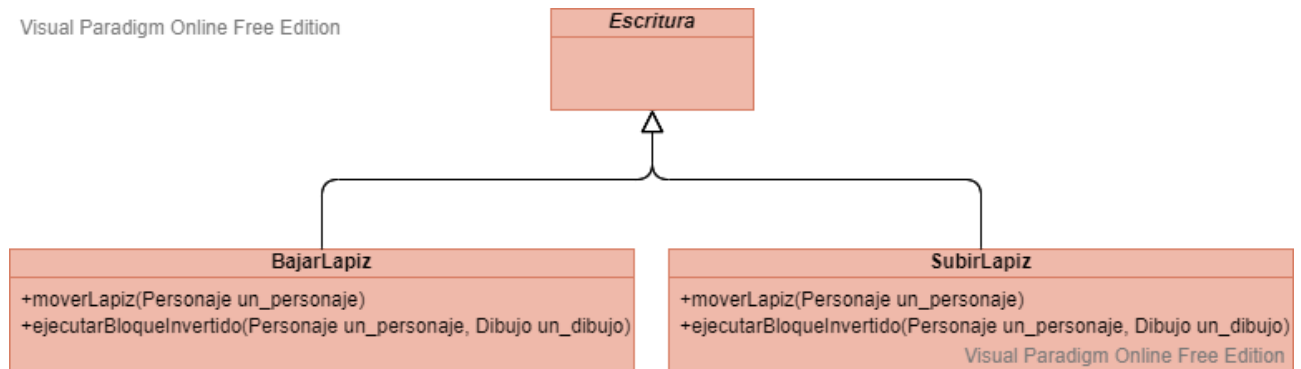 Visual Paradigm Online Free Edition
Escritura
BajarLapiz
+moverLapiz(Personaje un_personaje)
+ejecutarBloqueInvertido(Personaje un_personaje, Dibujo un_dibujo)
SubirLapiz
+moverLapiz(Personaje un_personaje)
+ejecutarBloqueInvertido(Personaje un_personaje, Dibujo un_dibujo)
Visual Paradigm Online Free Edition